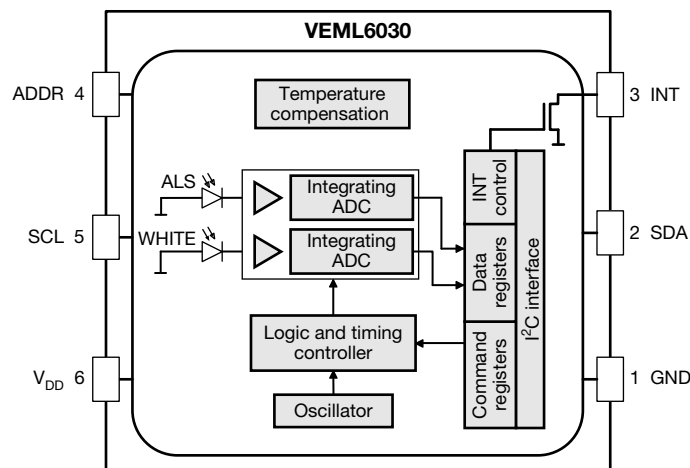 VEML6030
ADDR 4
3 INT
Temperature
compensation
ALS
Integrating
ADC
INT
control
SCL 5
WHITE
Integrating
ADC
Data
registers
I²C interface
2 SDA
Logic and timing
controller
Command
registers
V_DD 6
1 GND
Oscillator